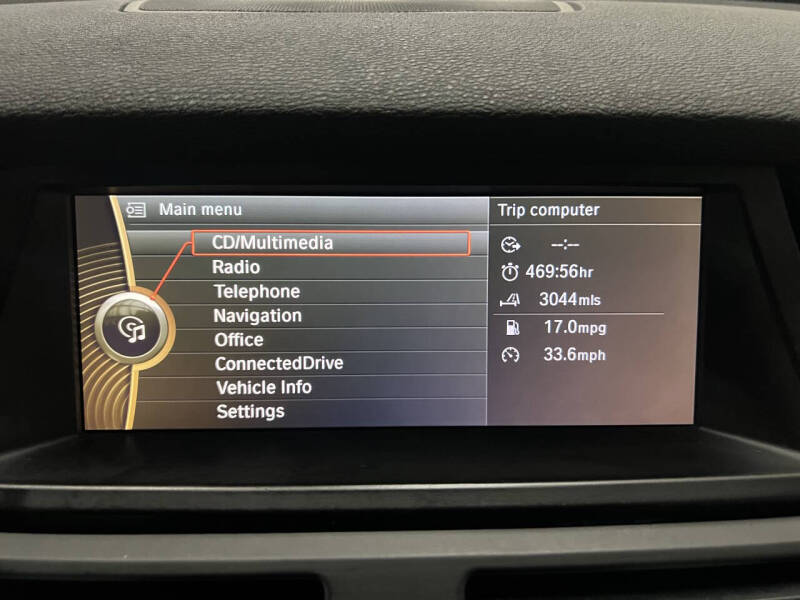 Main menu
CD/Multimedia
Radio
Telephone
Navigation
Office
ConnectedDrive
Vehicle Info
Settings
Trip computer
--:--
469:56hr
3044mls
17.0mpg
33.6mph